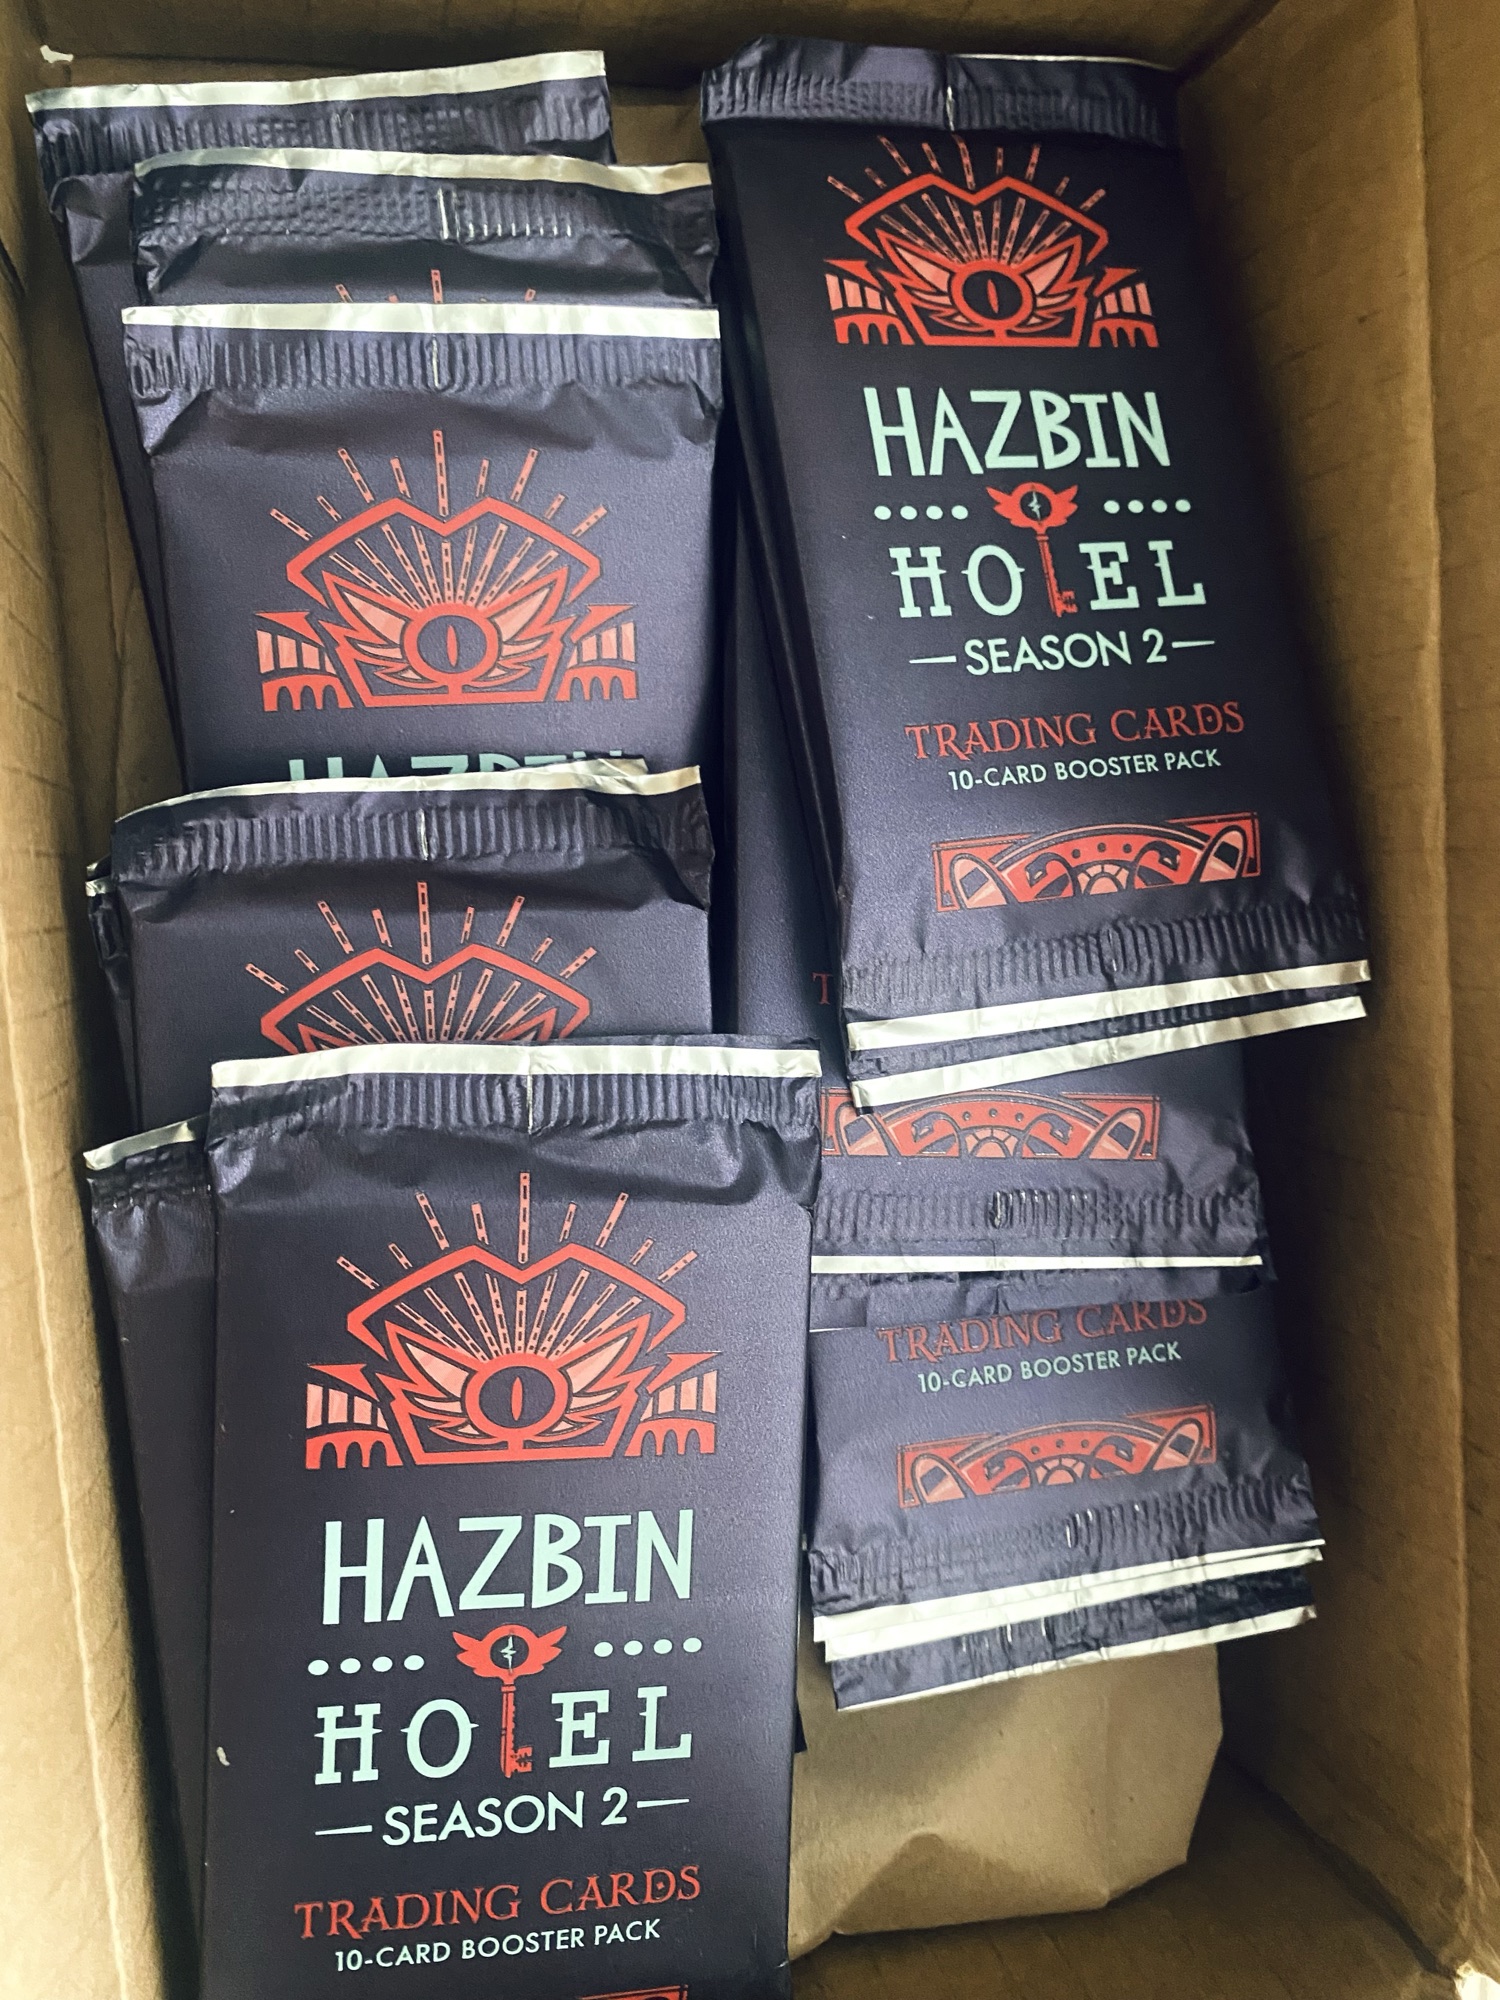 HAZBIN
HOTEL
SEASON 2
TRADING CARDS
10-CARD BOOSTER PACK
HAZBIN
T
TRADING CARDS
10-CARD BOOSTER PACK
HAZBIN
HOTEL
SEASON 2
TRADING CARDS
10-CARD BOOSTER PACK